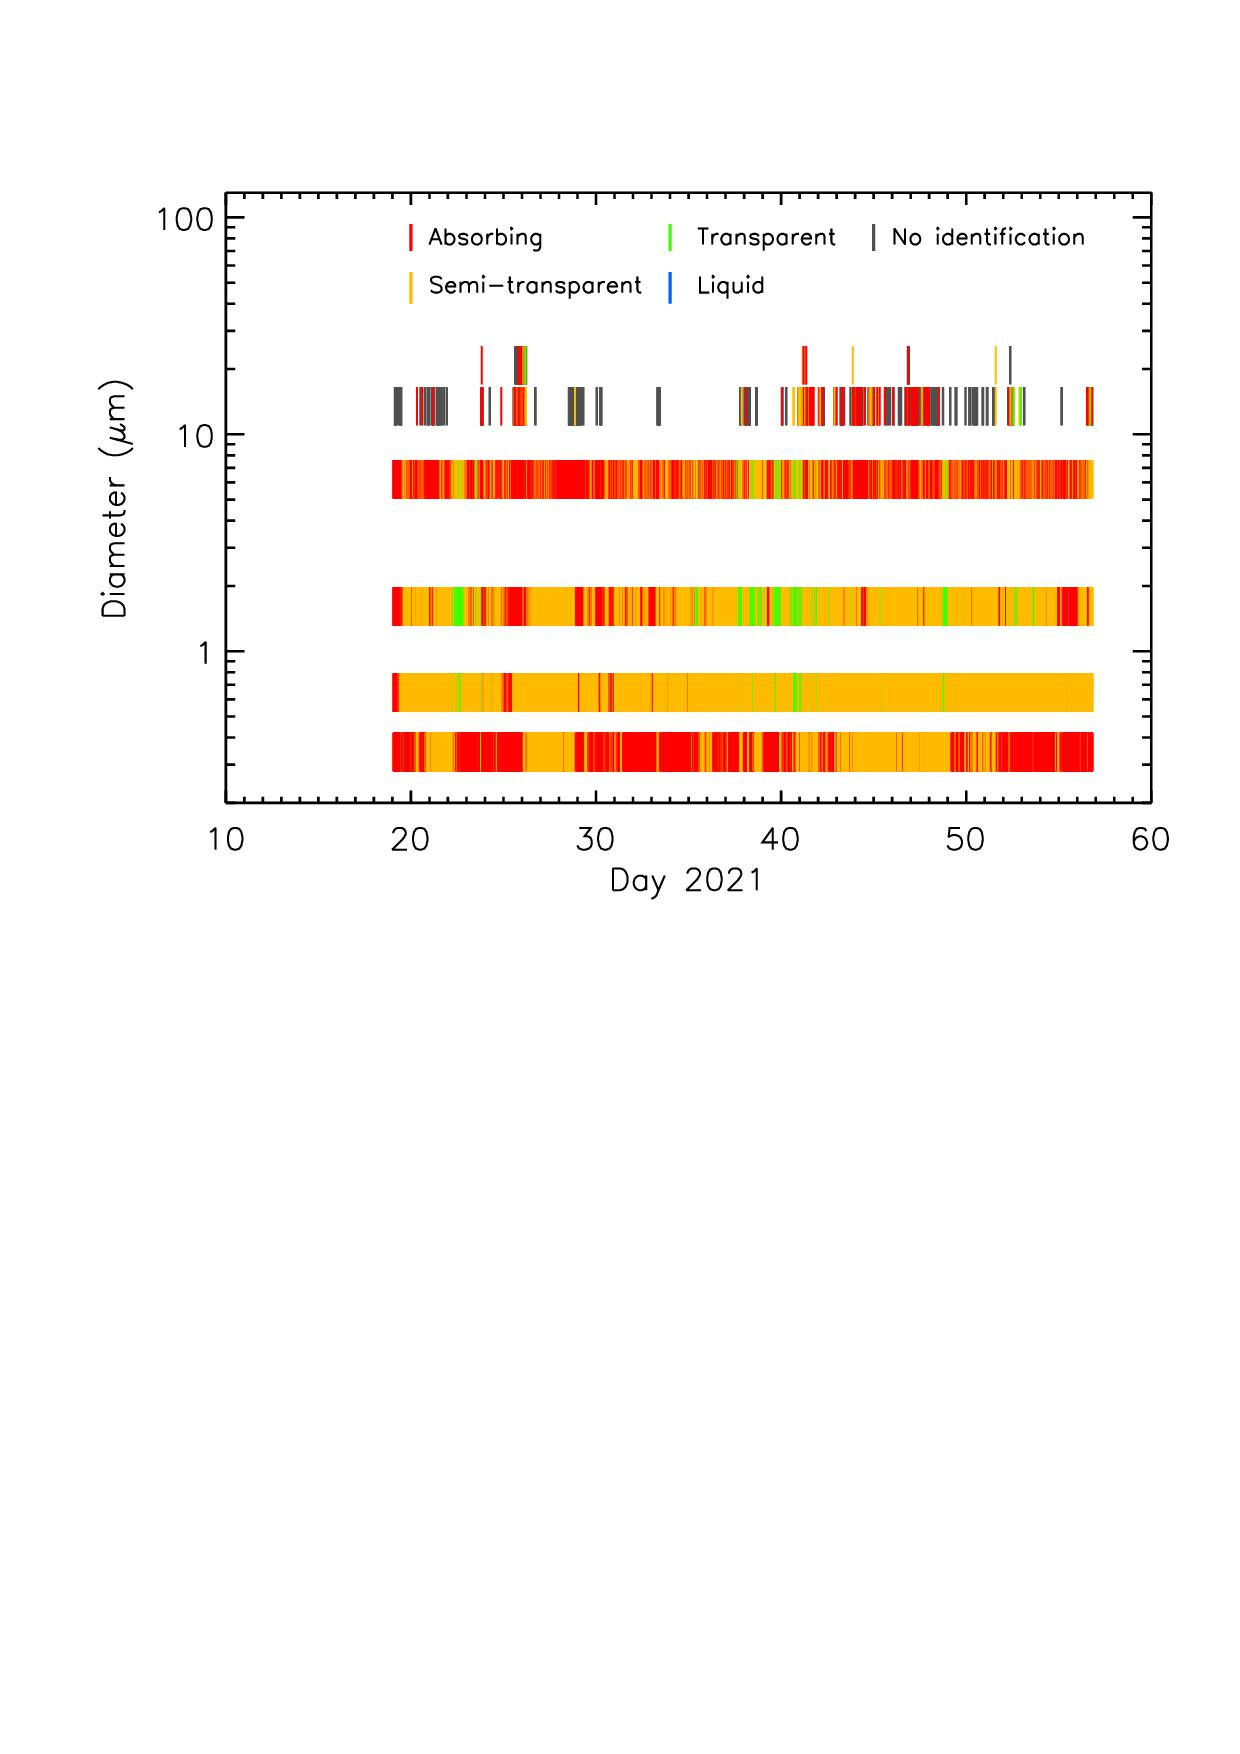 100
Absorbing
Transparent
No identification
Semi-transparent
Liquid
Diameter (μm)
10
1
10 20 30 40 50 60
Day 2021